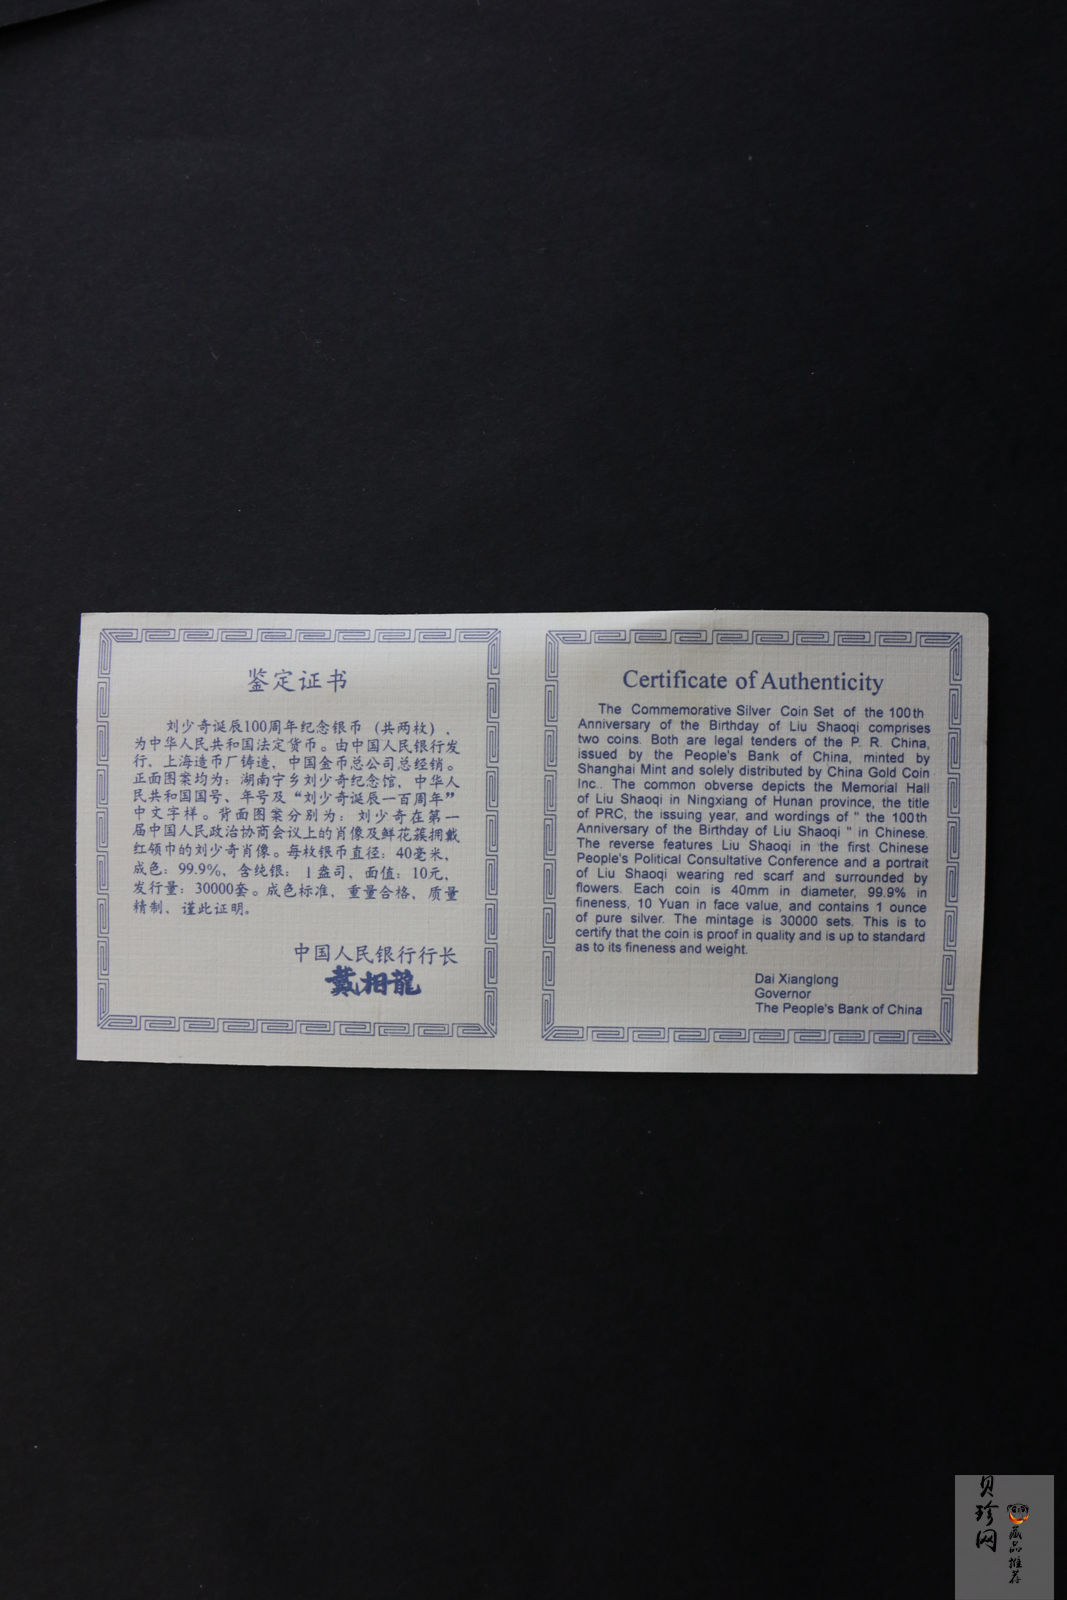 鉴定证书
刘少奇诞辰100周年纪念银币（共两枚）,
为中华人民共和国法定货币。由中国人民银行发
行、上海造币厂铸造、中国金币总公司总经销。
正面图案均为：湖南宁乡刘少奇纪念馆，中华人
民共和国国号、年号及“刘少奇诞辰一百周年”
中文字样。背面图案分别为：刘少奇在第一
届中国人民政治协商会议上的肖像及鲜花簇拥戴
红领巾的刘少奇肖像。每枚银币直径：40毫米，
成色：99.9%，含纯银：1盎司，面值：10元，
发行量：30000套。成色标准，重量合格，质量
精制，谨此证明。
中国人民银行行长
戴相龍
Certificate of Authenticity
The Commemorative Silver Coin Set of the 100th
Anniversary of the Birthday of Liu Shaoqi comprises
two coins. Both are legal tenders of the P. R. China,
issued by the People's Bank of China, minted by
Shanghai Mint and solely distributed by China Gold Coin
Inc.. The common obverse depicts the Memorial Hall
of Liu Shaoqi in Ningxiang of Hunan province, the title
of PRC, the issuing year, and wordings of " the 100th
Anniversary of the Birthday of Liu Shaoqi " in Chinese.
The reverse features Liu Shaoqi in the first Chinese
People's Political Consultative Conference and a portrait
of Liu Shaoqi wearing red scarf and surrounded by
flowers. Each coin is 40mm in diameter, 99.9% in
fineness, 10 Yuan in face value, and contains 1 ounce
of pure silver. The mintage is 30000 sets. This is to
certify that the coin is proof in quality and is up to standard
as to its fineness and weight.
Dai Xianglong
Governor
The People's Bank of China
贝珍网
藏品推荐